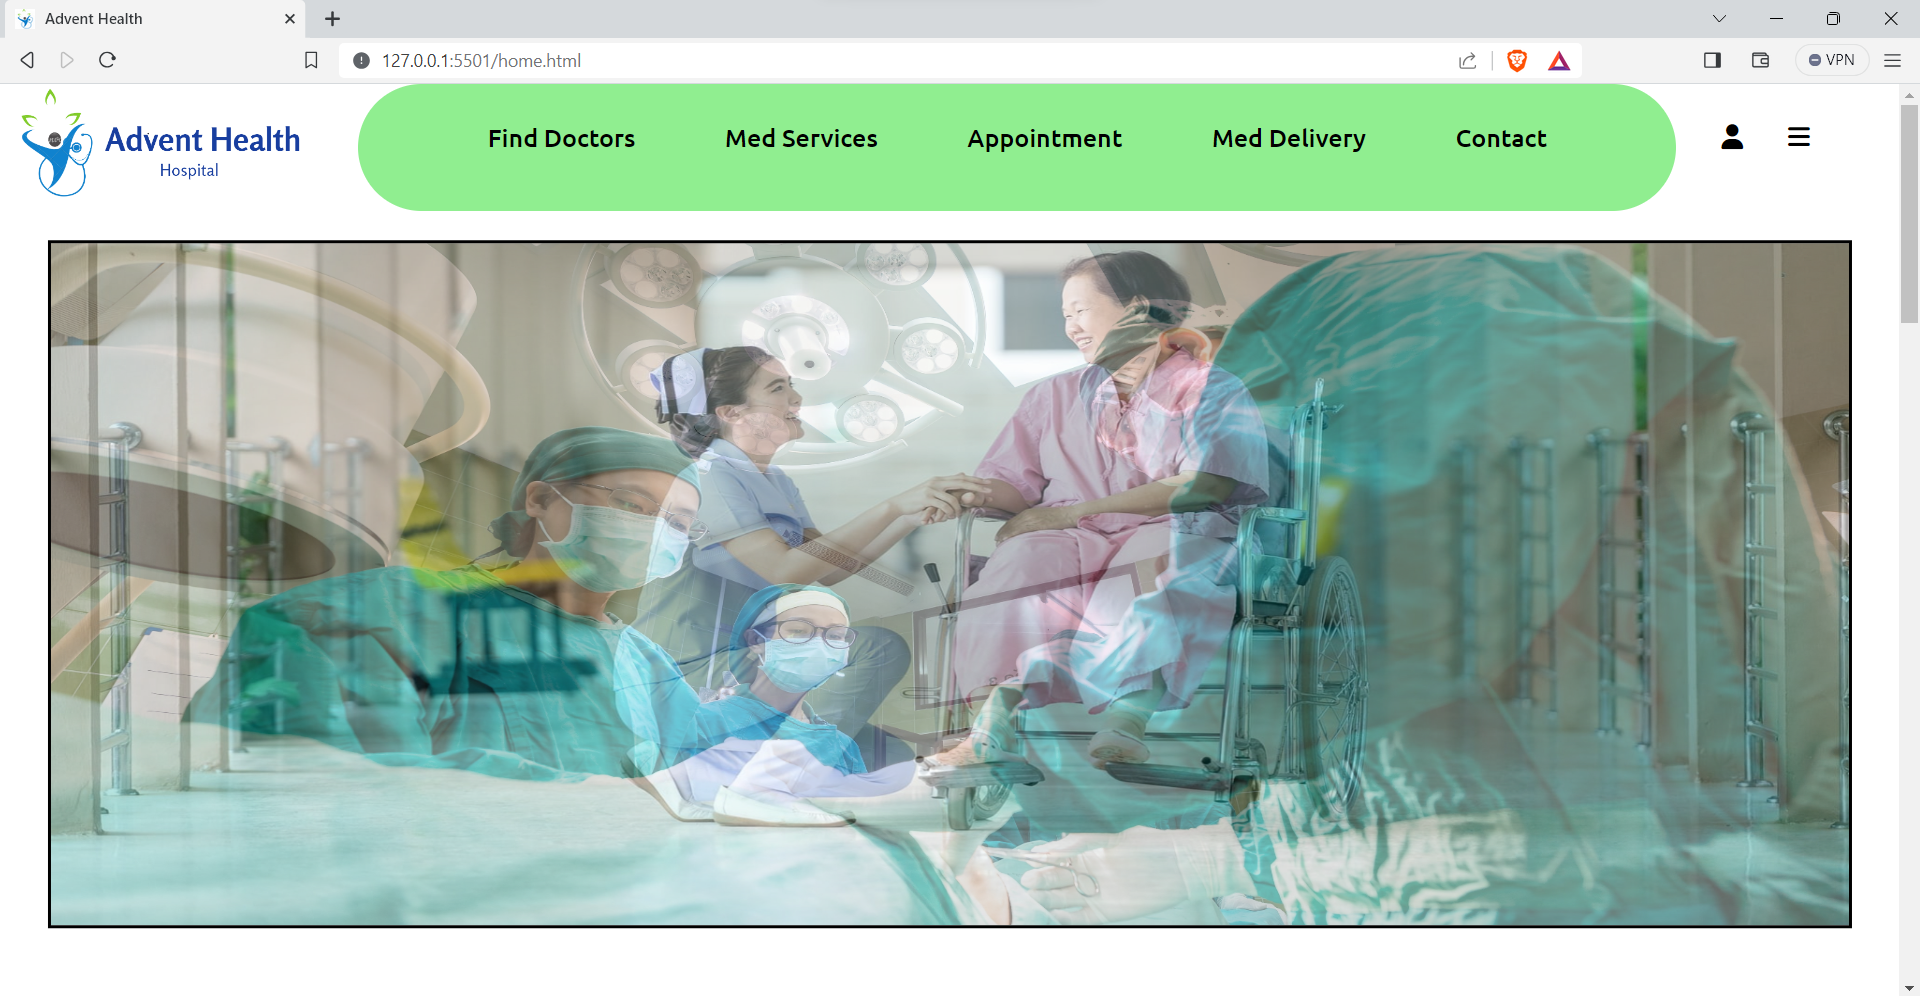 Advent Health
127.0.0.1:5501/home.html
VPN
Advent Health
Hospital
Find Doctors
Med Services
Appointment
Med Delivery
Contact